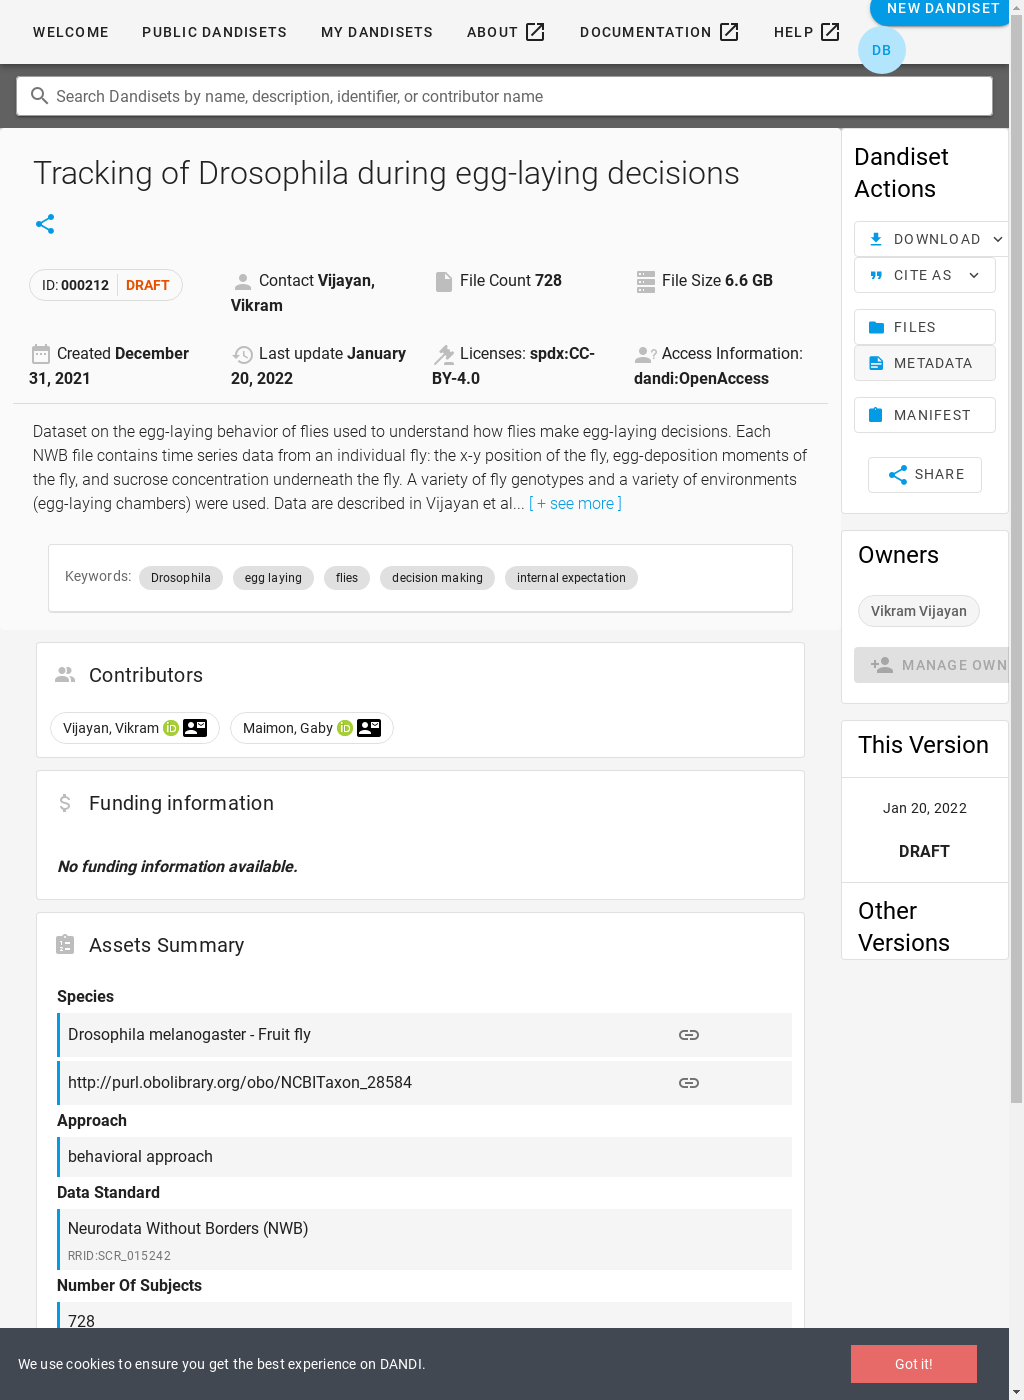 WELCOME PUBLIC DANDISETS MY DANDISETS ABOUT DOCUMENTATION HELP NEW DANDISET
DB
Search Dandisets by name, description, identifier, or contributor name
Tracking of Drosophila during egg-laying decisions
ID: 000212 DRAFT
Contact Vijayan, Vikram
File Count 728
File Size 6.6 GB
Created December 31, 2021
Last update January 20, 2022
Licenses: spdx:CC-BY-4.0
Access Information: dandi:OpenAccess
Dataset on the egg-laying behavior of flies used to understand how flies make egg-laying decisions. Each
NWB file contains time series data from an individual fly: the x-y position of the fly, egg-deposition moments of
the fly, and sucrose concentration underneath the fly. A variety of fly genotypes and a variety of environments
(egg-laying chambers) were used. Data are described in Vijayan et al... [ + see more ]
Keywords: Drosophila egg laying flies decision making internal expectation
Contributors
Vijayan, Vikram iD Maimon, Gaby iD
Funding information
No funding information available.
Assets Summary
Species
Drosophila melanogaster - Fruit fly
http://purl.obolibrary.org/obo/NCBITaxon_28584
Approach
behavioral approach
Data Standard
Neurodata Without Borders (NWB)
RRID:SCR_015242
Number Of Subjects
728
Dandiset
Actions
DOWNLOAD
CITE AS
FILES
METADATA
MANIFEST
SHARE
Owners
Vikram Vijayan
MANAGE OWN
This Version
Jan 20, 2022
DRAFT
Other
Versions
We use cookies to ensure you get the best experience on DANDI.
Got it!